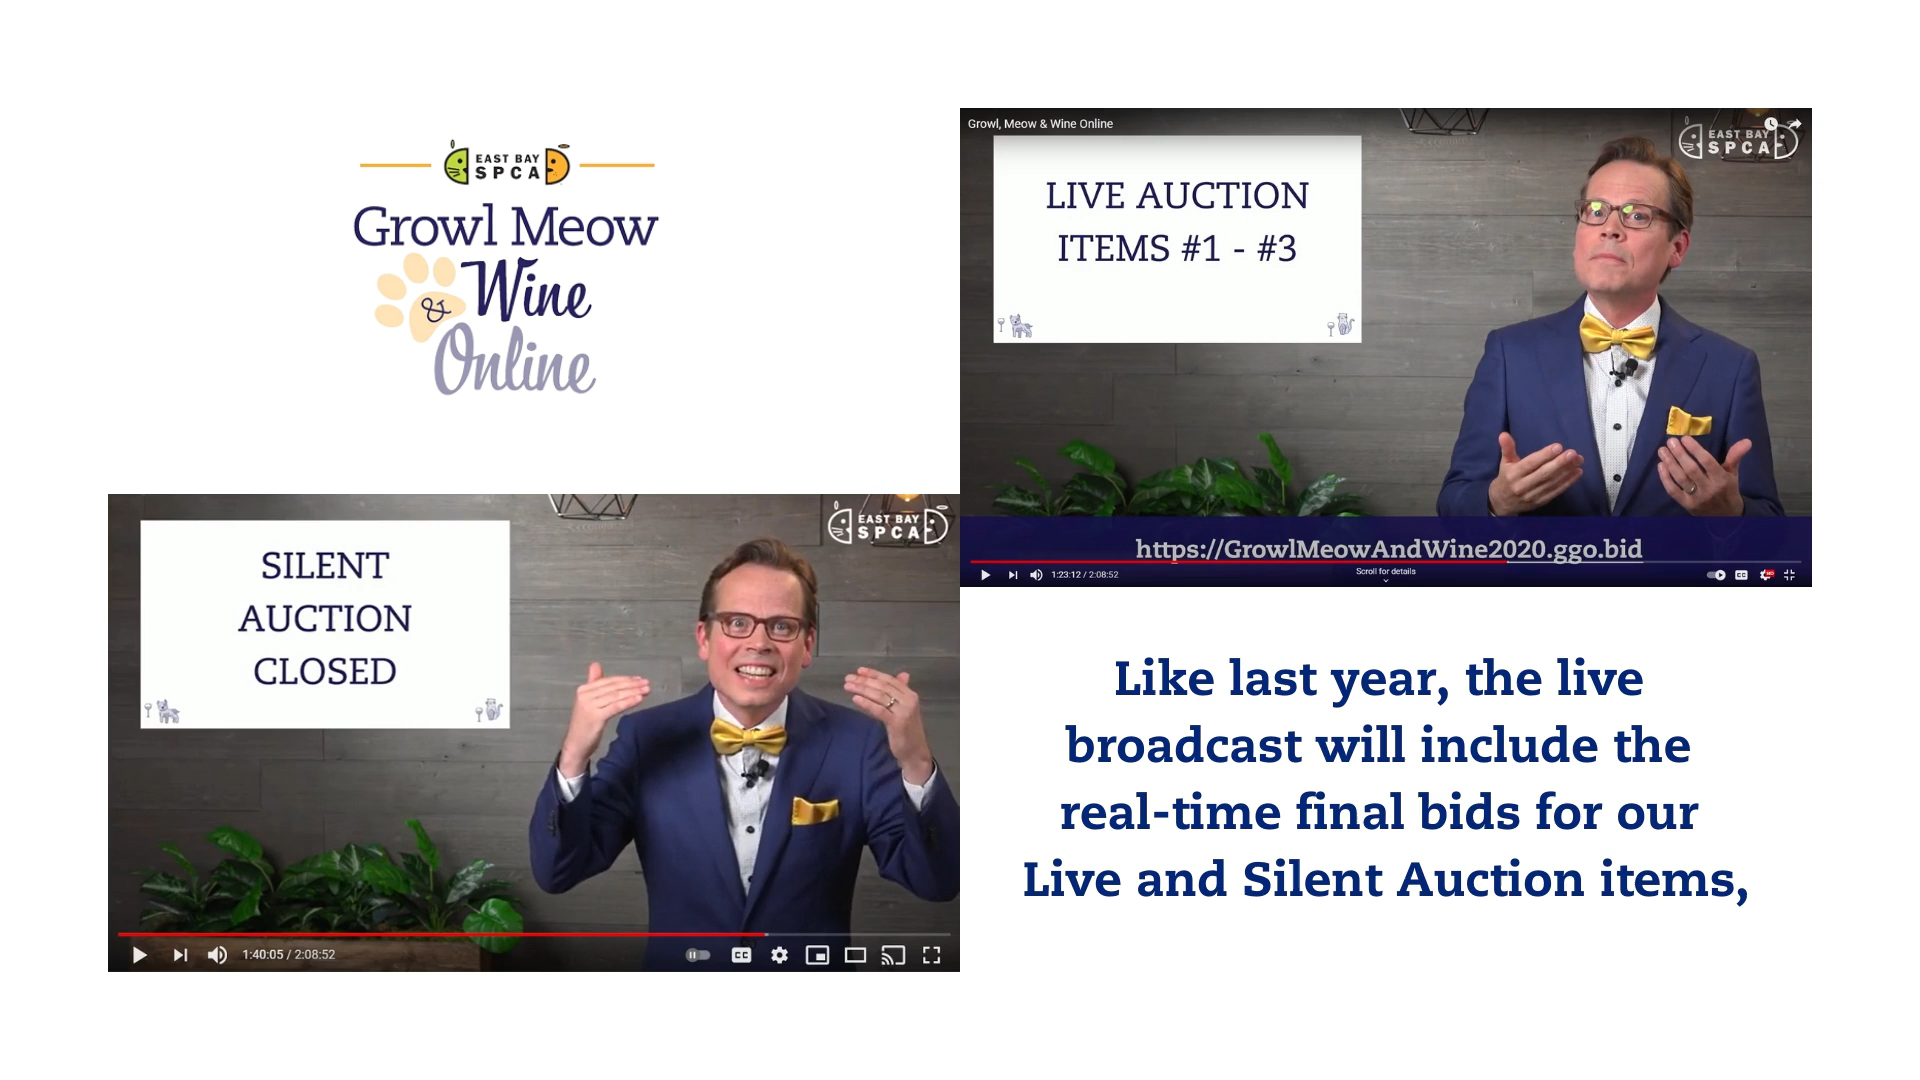 EAST BAY
SPCA
Growl Meow
& Wine
Online
Growl, Meow & Wine Online
EAST BAY
SPCA
LIVE AUCTION
ITEMS #1 - #3
https://GrowlMeowAndWine2020.ggo.bid
1:23:12 / 2:08:52
Scroll for details
CC
HD
EAST BAY
SPCA
SILENT
AUCTION
CLOSED
1:40:05 / 2:08:52
CC
Like last year, the live
broadcast will include the
real-time final bids for our
Live and Silent Auction items,